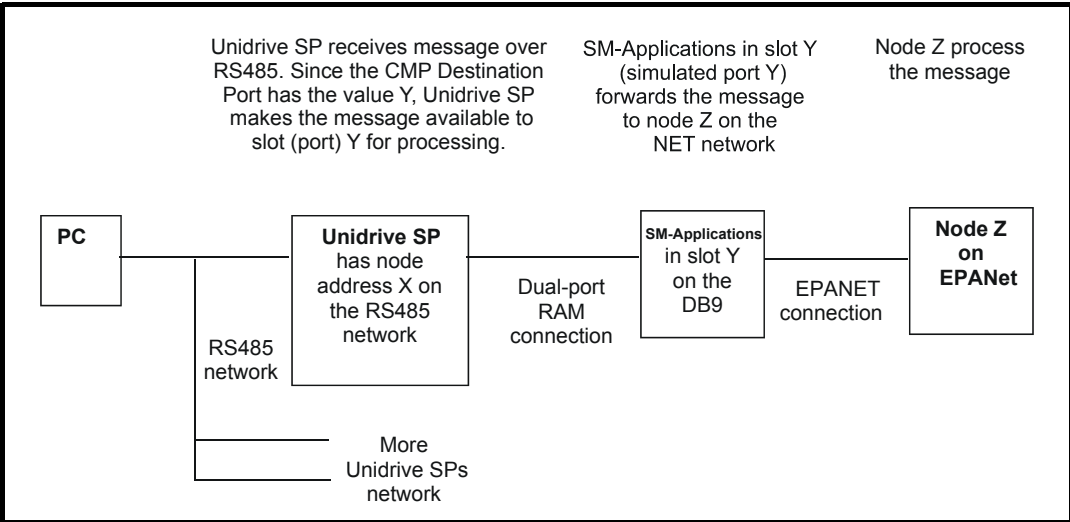 Unidrive SP receives message over
RS485. Since the CMP Destination
Port has the value Y, Unidrive SP
makes the message available to
slot (port) Y for processing.
SM-Applications in slot Y
(simulated port Y)
forwards the message
to node Z on the
NET network
Node Z process
the message
PC
Unidrive SP
has node
address X on
the RS485
network
SM-Applications
in slot Y
on the
DB9
Node Z
on
EPANet
RS485
network
Dual-port
RAM
connection
EPANET
connection
More
Unidrive SPs
network